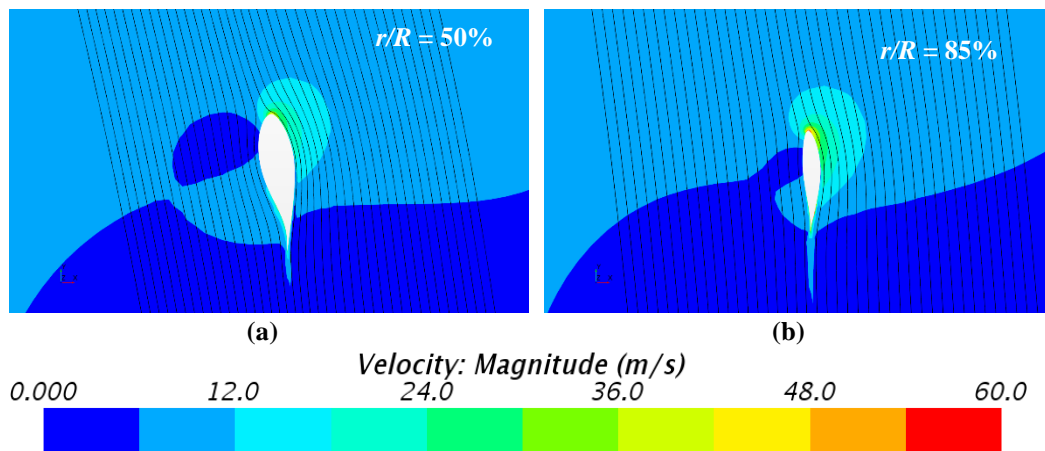 r/R = 50%
r/R = 85%
(a)
(b)
Velocity: Magnitude (m/s)
0.000 12.0 24.0 36.0 48.0 60.0